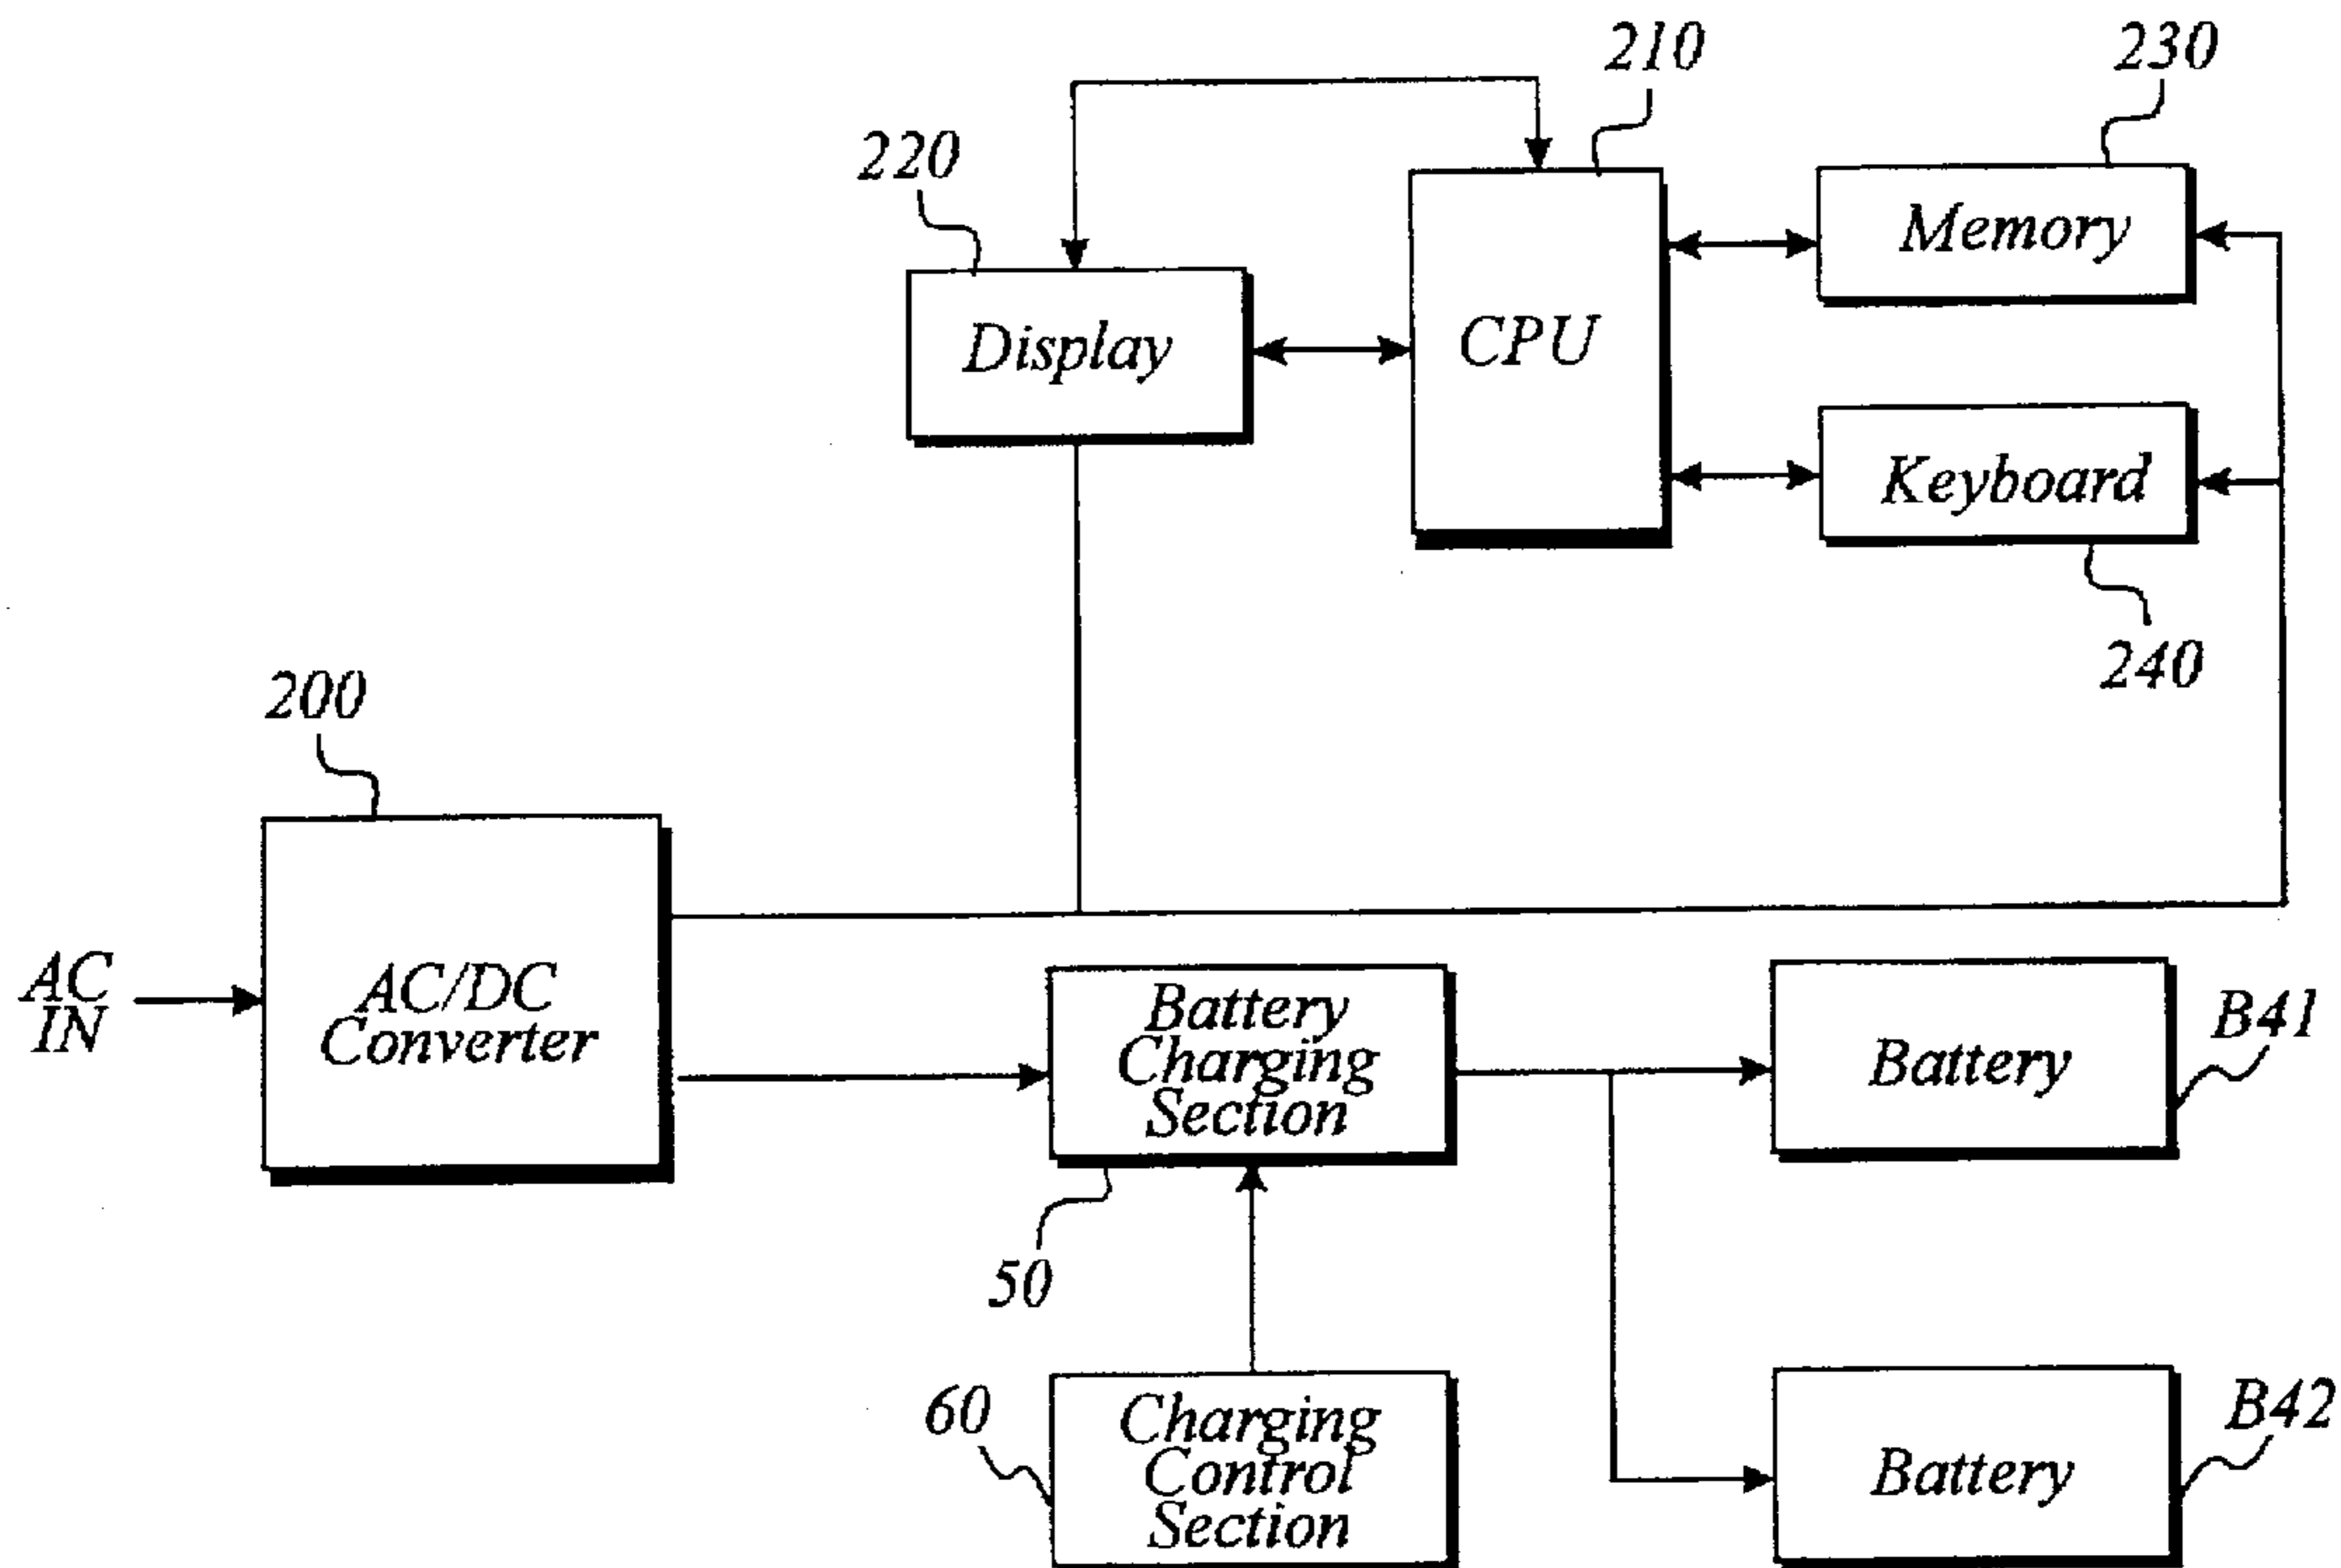 210
230
220
Memory
Display
CPU
Keyboard
240
200
AC
IN
AC/DC
Converter
Battery
Charging
Section
Battery
B41
50
60
Charging
Control
Section
Battery
B42